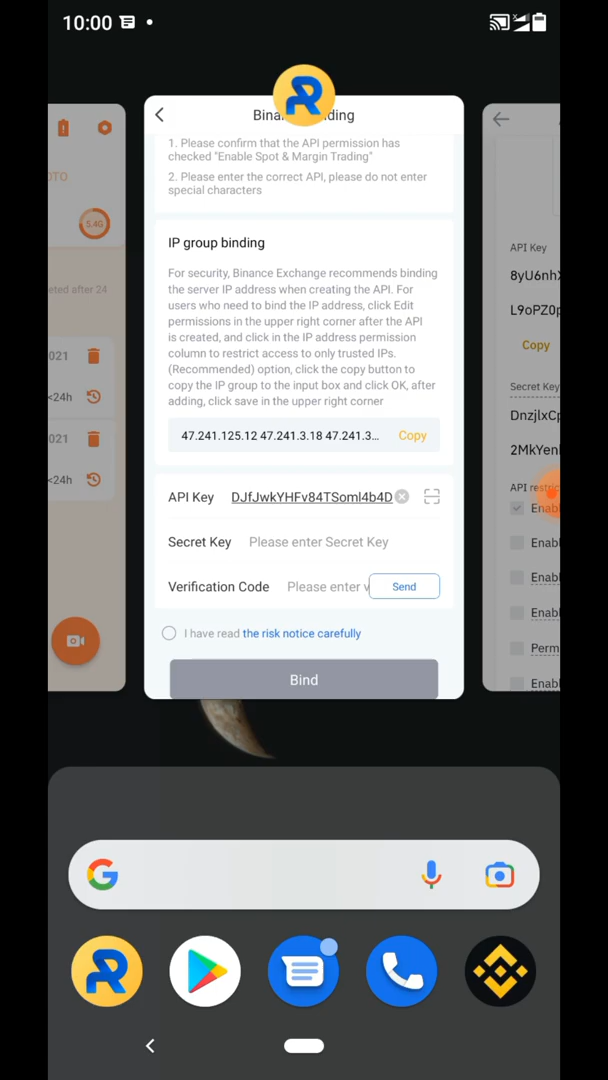 10:00
Bina ding
1. Please confirm that the API permission has
checked "Enable Spot & Margin Trading"
2. Please enter the correct API, please do not enter
special characters
OTO
5.4G
eted after 24
021
<24h
021
<24h
IP group binding
For security, Binance Exchange recommends binding
the server IP address when creating the API. For
users who need to bind the IP address, click Edit
permissions in the upper right corner after the API
is created, and click in the IP address permission
column to restrict access to only trusted IPs.
(Recommended) option, click the copy button to
copy the IP group to the input box and click OK, after
adding, click save in the upper right corner
47.241.125.12 47.241.3.18 47.241.3... Copy
API Key DJfJwkYHFv84TSoml4b4D
Secret Key Please enter Secret Key
Verification Code Please enter v Send
I have read the risk notice carefully
Bind
API Key
8yU6nhX
L9oPZ0p
Copy
Secret Key
DnzjlxCp
2MkYenl
API restric
Enab
Enab
Enab
Enab
Perm
Enab